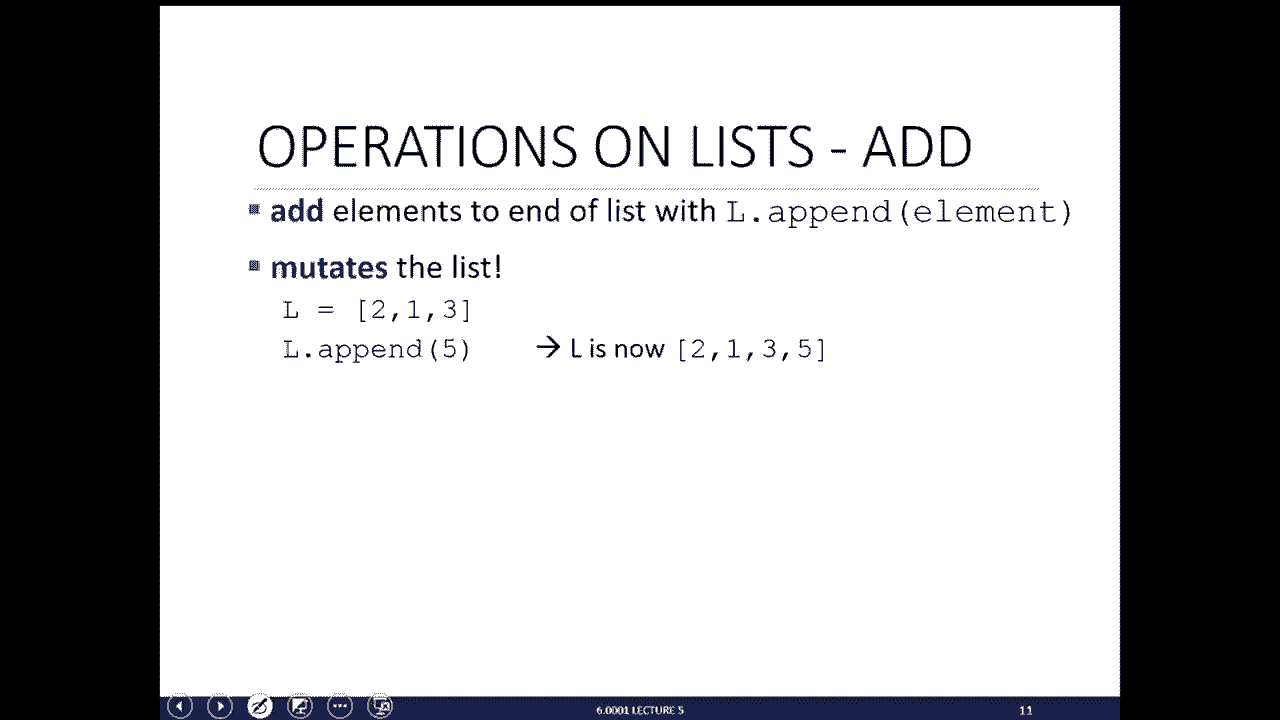 OPERATIONS ON LISTS - ADD
▪ add elements to end of list with L.append(element)
▪ mutates the list!
L = [2,1,3]
L.append(5) → L is now [2,1,3,5]
6.0001 LECTURE 5
11